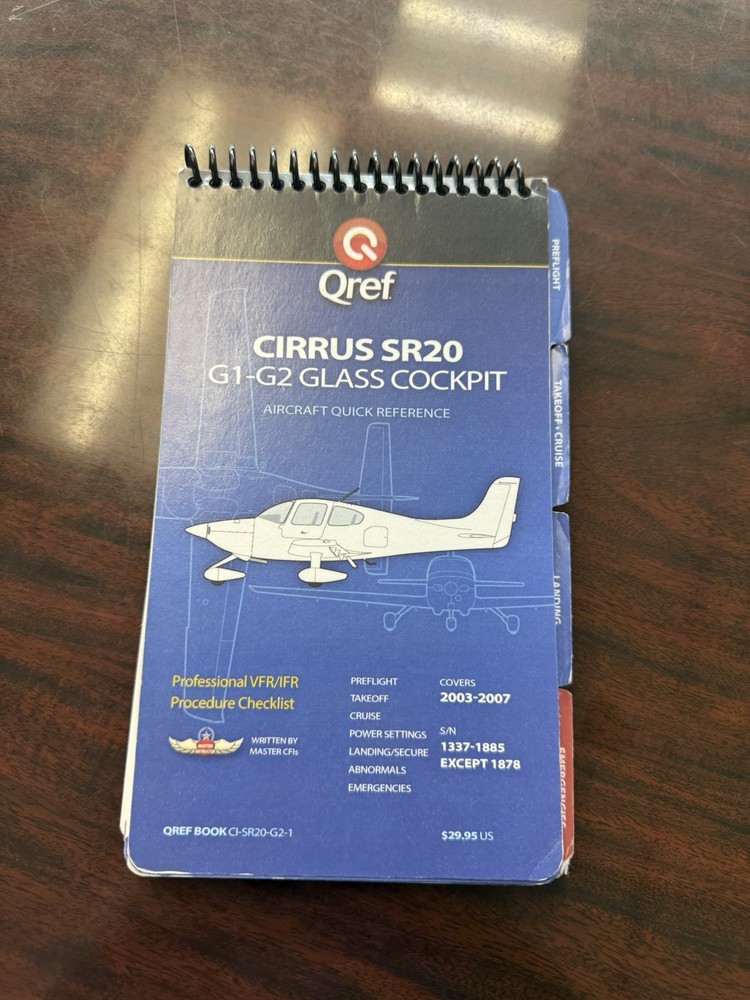 Qref
CIRRUS SR20
G1-G2 GLASS COCKPIT
AIRCRAFT QUICK REFERENCE
Professional VFR/IFR
Procedure Checklist
WRITTEN BY
MASTER CFIs
PREFLIGHT
TAKEOFF
CRUISE
POWER SETTINGS
LANDING/SECURE
ABNORMALS
EMERGENCIES
COVERS
2003-2007
S/N
1337-1885
EXCEPT 1878
QREF BOOK CI-SR20-G2-1
$29.95 US
PREFLIGHT
TAKEOFF • CRUISE
LANDING
EMERGENCIES